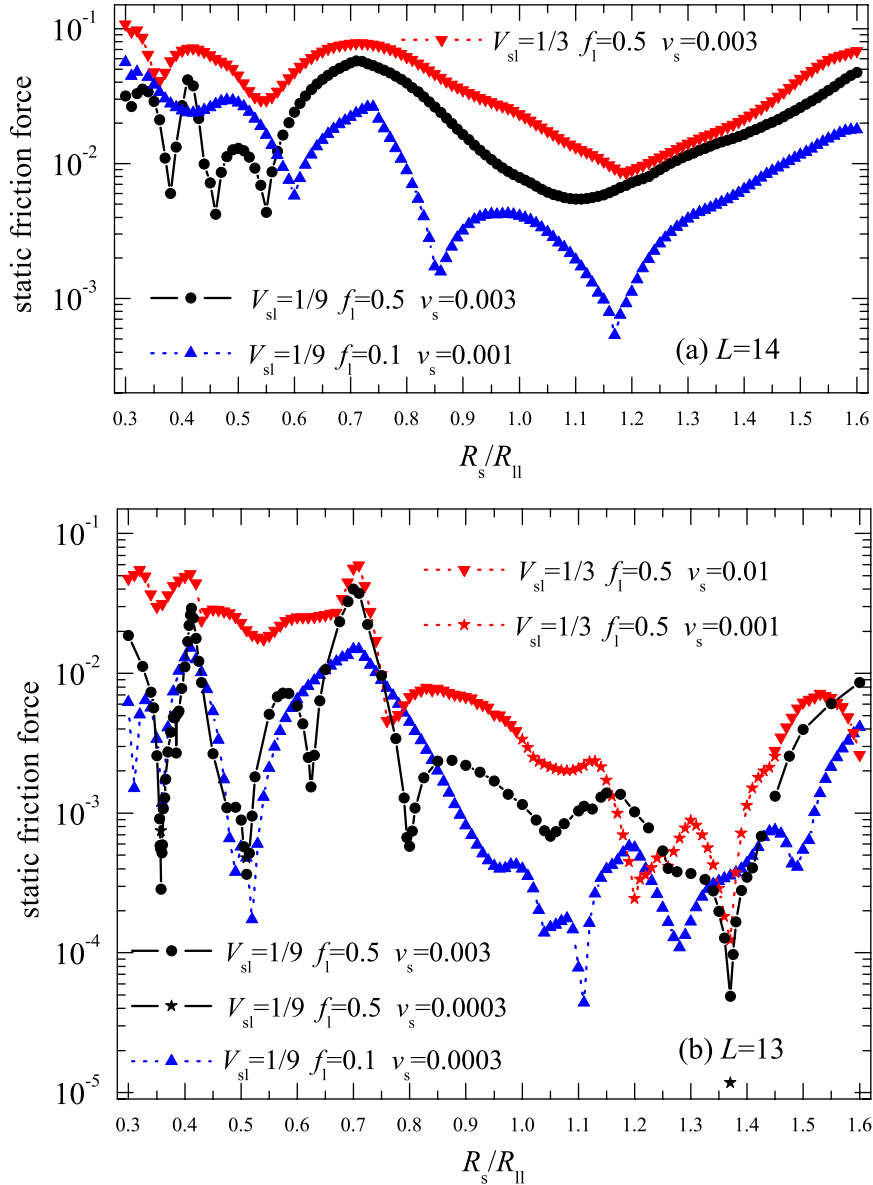 10⁻¹
10⁻²
10⁻³
static friction force
V_sl=1/3 f_l=0.5 v_s=0.003
V_sl=1/9 f_l=0.5 v_s=0.003
V_sl=1/9 f_l=0.1 v_s=0.001
(a) L=14
0.3 0.4 0.5 0.6 0.7 0.8 0.9 1.0 1.1 1.2 1.3 1.4 1.5 1.6
R_s/R_ll
10⁻¹
10⁻²
10⁻³
10⁻⁴
10⁻⁵
static friction force
V_sl=1/3 f_l=0.5 v_s=0.01
V_sl=1/3 f_l=0.5 v_s=0.001
V_sl=1/9 f_l=0.5 v_s=0.003
V_sl=1/9 f_l=0.5 v_s=0.0003
V_sl=1/9 f_l=0.1 v_s=0.0003
(b) L=13
0.3 0.4 0.5 0.6 0.7 0.8 0.9 1.0 1.1 1.2 1.3 1.4 1.5 1.6
R_s/R_ll